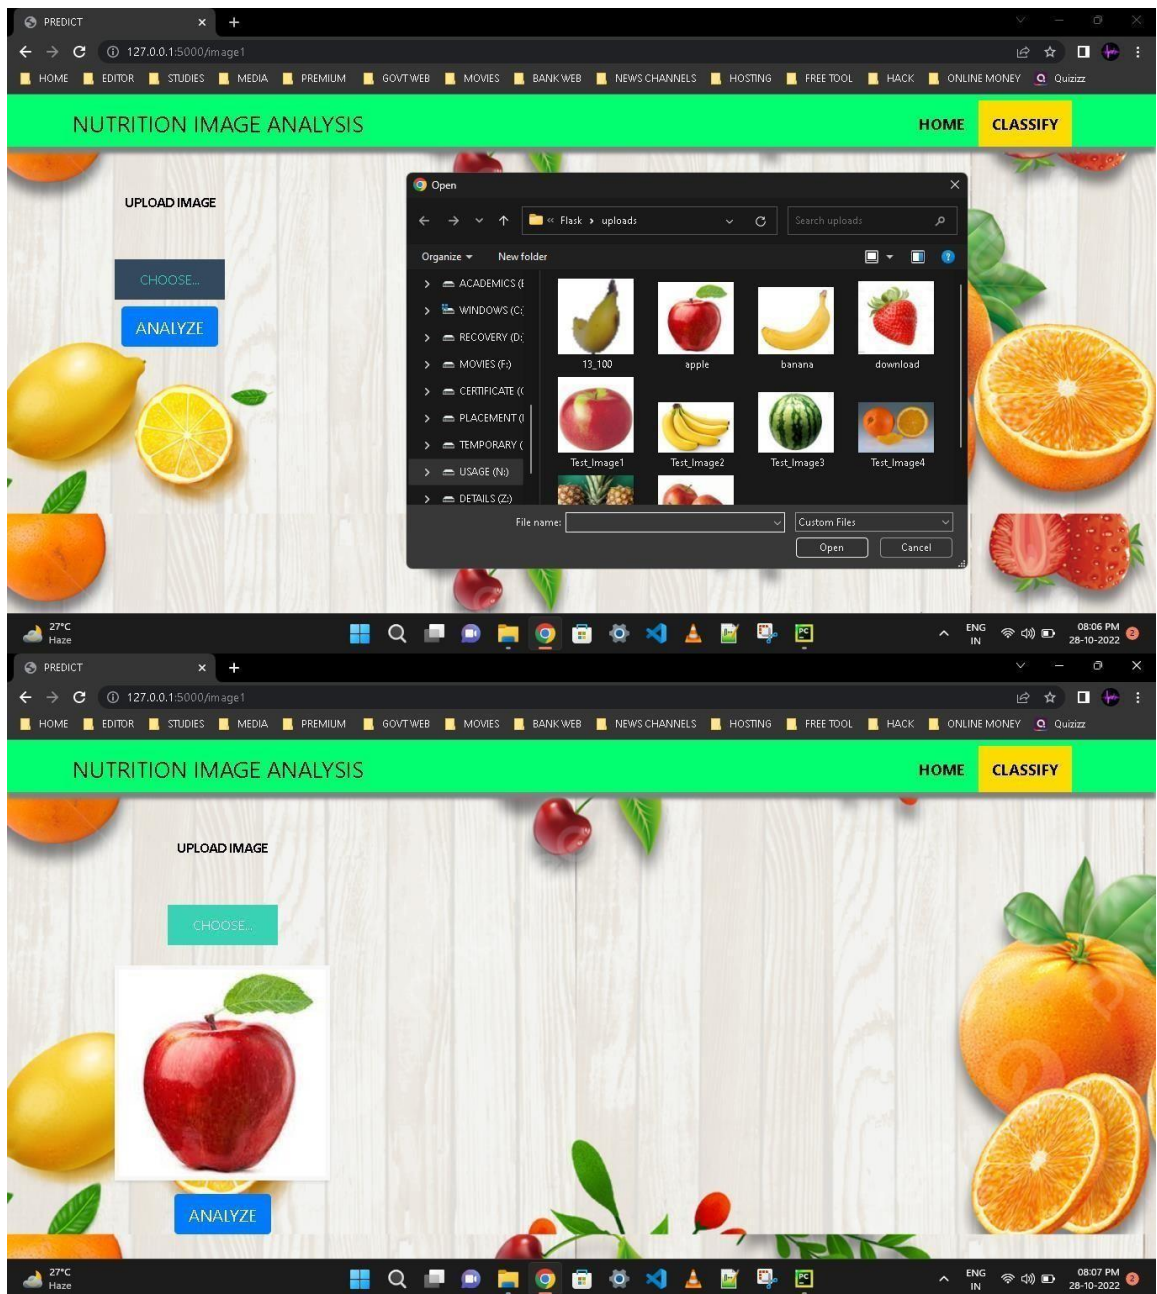 PREDICT
127.0.0.1:5000/image1
HOME EDITOR STUDIES MEDIA PREMIUM GOVT WEB MOVIES BANK WEB NEWS CHANNELS HOSTING FREE TOOL HACK ONLINE MONEY Quizizz
NUTRITION IMAGE ANALYSIS HOME CLASSIFY
UPLOAD IMAGE
CHOOSE...
ANALYZE
Open
« Flask › uploads
Search uploads
Organize New folder
ACADEMICS (E
WINDOWS (C:)
RECOVERY (D:)
MOVIES (F:)
CERTIFICATE (
PLACEMENT (
TEMPORARY (
USAGE (N:)
DETAILS (Z:)
13_100 apple banana download
Test_Image1 Test_Image2 Test_Image3 Test_Image4
File name: Custom Files
Open Cancel
27°C
Haze
ENG
IN
08:06 PM
28-10-2022
2
PREDICT
127.0.0.1:5000/image1
HOME EDITOR STUDIES MEDIA PREMIUM GOVT WEB MOVIES BANK WEB NEWS CHANNELS HOSTING FREE TOOL HACK ONLINE MONEY Quizizz
NUTRITION IMAGE ANALYSIS HOME CLASSIFY
UPLOAD IMAGE
CHOOSE...
ANALYZE
27°C
Haze
ENG
IN
08:07 PM
28-10-2022
2